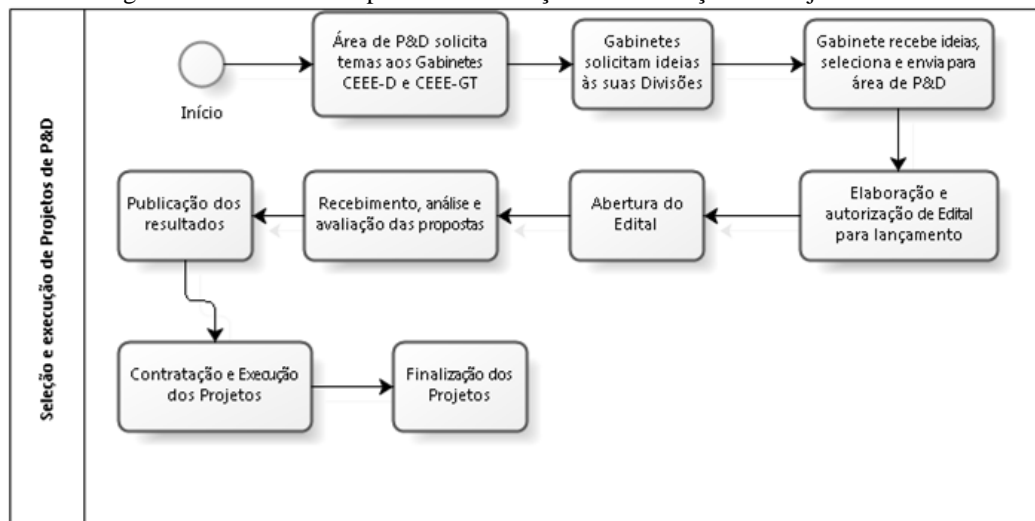 Seleção e execução de Projetos de P&D
Início
Área de P&D solicita
temas aos Gabinetes
CEEE-D e CEEE-GT
Gabinetes
solicitam ideias
às suas Divisões
Gabinete recebe ideias,
seleciona e envia para
área de P&D
Elaboração e
autorização de Edital
para lançamento
Abertura do
Edital
Recebimento, análise e
avaliação das propostas
Publicação dos
resultados
Contratação e Execução
dos Projetos
Finalização dos
Projetos